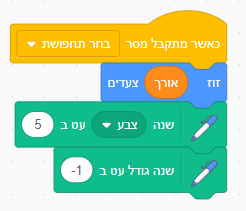 כאשר מתקבל מסר בחר תחפושת
זוז אורך צעדים
שנה צבע עט ב 5
שנה גודל עט ב -1